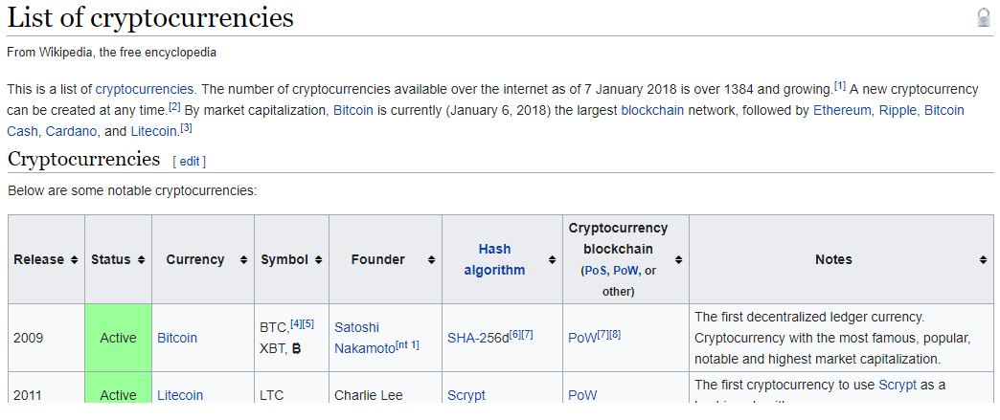 List of cryptocurrencies
From Wikipedia, the free encyclopedia
This is a list of cryptocurrencies. The number of cryptocurrencies available over the internet as of 7 January 2018 is over 1384 and growing.[1] A new cryptocurrency
can be created at any time.[2] By market capitalization, Bitcoin is currently (January 6, 2018) the largest blockchain network, followed by Ethereum, Ripple, Bitcoin
Cash, Cardano, and Litecoin.[3]
Cryptocurrencies [ edit ]
Below are some notable cryptocurrencies:
Release Status Currency Symbol Founder Hash algorithm Cryptocurrency blockchain (PoS, PoW, or other) Notes
2009 Active Bitcoin BTC,[4][5] XBT, ₿ Satoshi Nakamoto[nt 1] SHA-256d[6][7] PoW[7][8] The first decentralized ledger currency. Cryptocurrency with the most famous, popular, notable and highest market capitalization.
2011 Active Litecoin LTC Charlie Lee Scrypt PoW The first cryptocurrency to use Scrypt as a